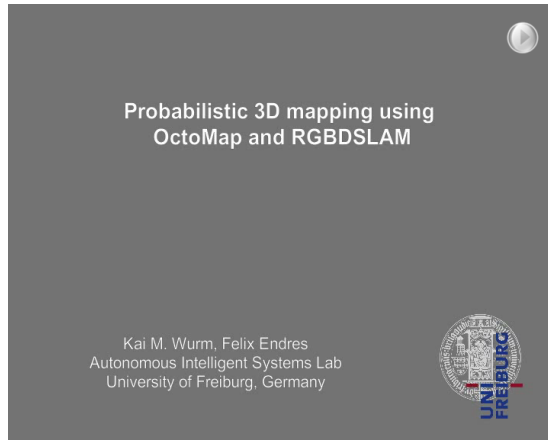 Probabilistic 3D mapping using
OctoMap and RGBDSLAM
Kai M. Wurm, Felix Endres
Autonomous Intelligent Systems Lab
University of Freiburg, Germany
UNI
FREIBURG